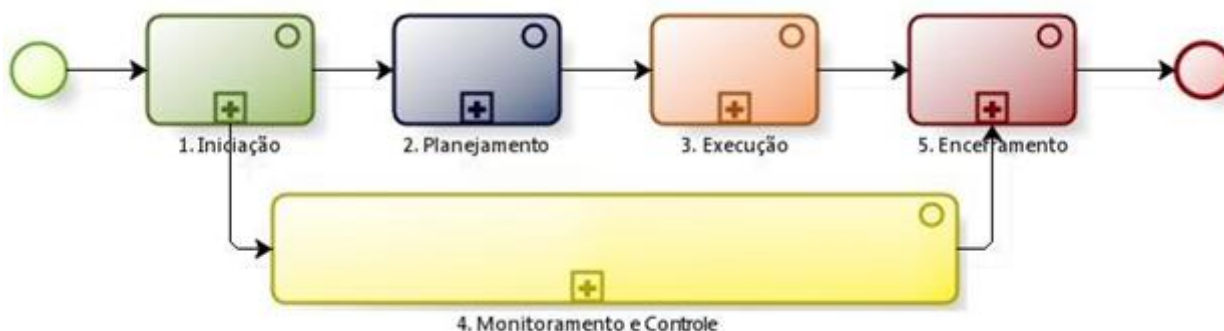 1. Iniciação
2. Planejamento
3. Execução
5. Encerramento
4. Monitoramento e Controle